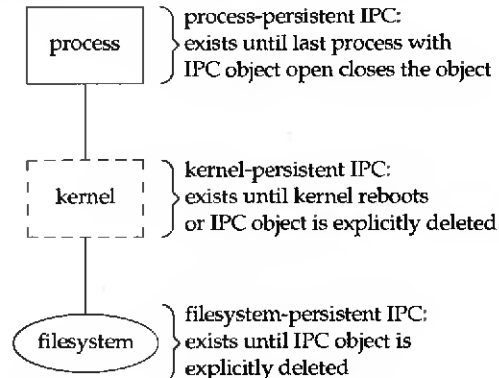 process
process-persistent IPC:
exists until last process with
IPC object open closes the object
kernel
kernel-persistent IPC:
exists until kernel reboots
or IPC object is explicitly deleted
filesystem
filesystem-persistent IPC:
exists until IPC object is
explicitly deleted